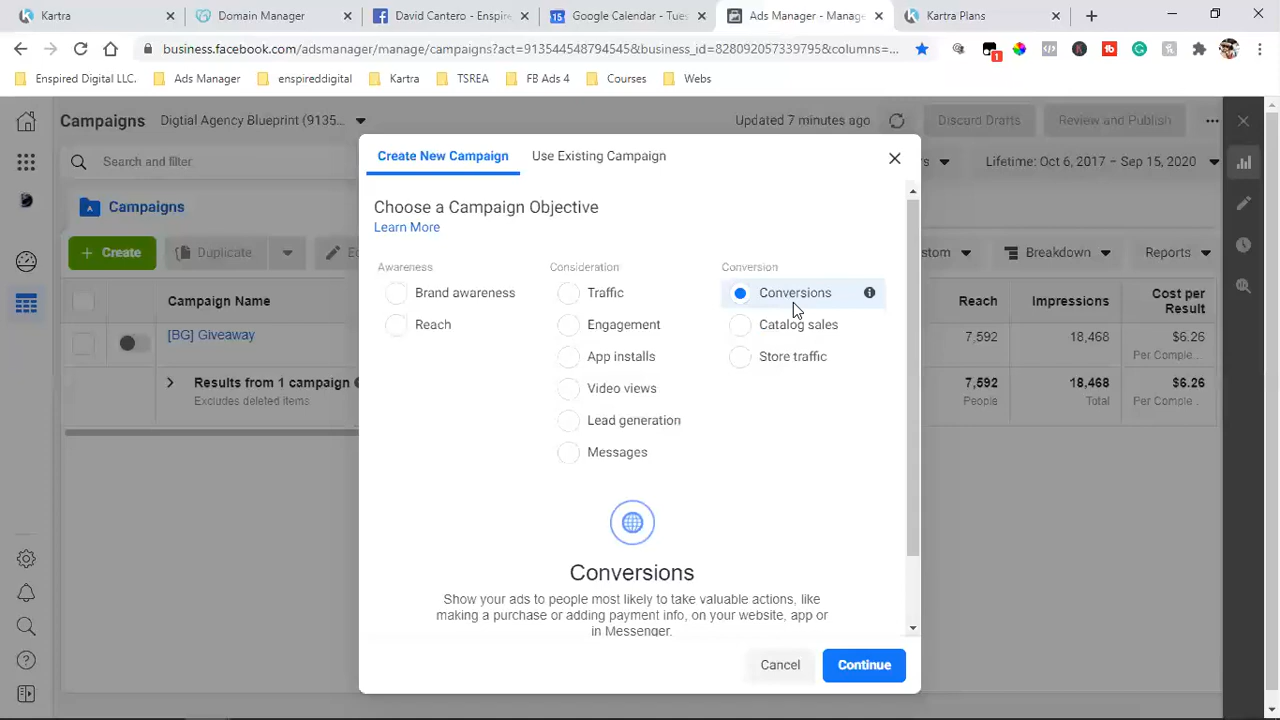 Kartra
Domain Manager
David Cantero - Enspire
Google Calendar - Tues
Ads Manager - Manage
Kartra Plans
business.facebook.com/adsmanager/manage/campaigns?act=913544548794545&business_id=828092057339795&columns=...
1
Enspired Digital LLC.
Ads Manager
enspireddigital
Kartra
TSREA
FB Ads 4
Courses
Webs
Campaigns
Digtial Agency Blueprint (9135...
Updated 7 minutes ago
Discard Drafts
Review and Publish
Create New Campaign
Use Existing Campaign
Search and filter
Lifetime: Oct 6, 2017 – Sep 15, 2020
Campaigns
Choose a Campaign Objective
Learn More
Create
Duplicate
Breakdown
Reports
Awareness
Consideration
Conversion
Brand awareness
Traffic
Conversions
Reach
Engagement
Catalog sales
App installs
Store traffic
Video views
Lead generation
Messages
Campaign Name
Reach
Impressions
Cost per
Result
[BG] Giveaway
7,592
18,468
$6.26
Per Comple...
Results from 1 campaign
Excludes deleted items
7,592
People
18,468
Total
$6.26
Per Comple...
Conversions
Show your ads to people most likely to take valuable actions, like
making a purchase or adding payment info, on your website, app or
in Messenger.
Cancel
Continue